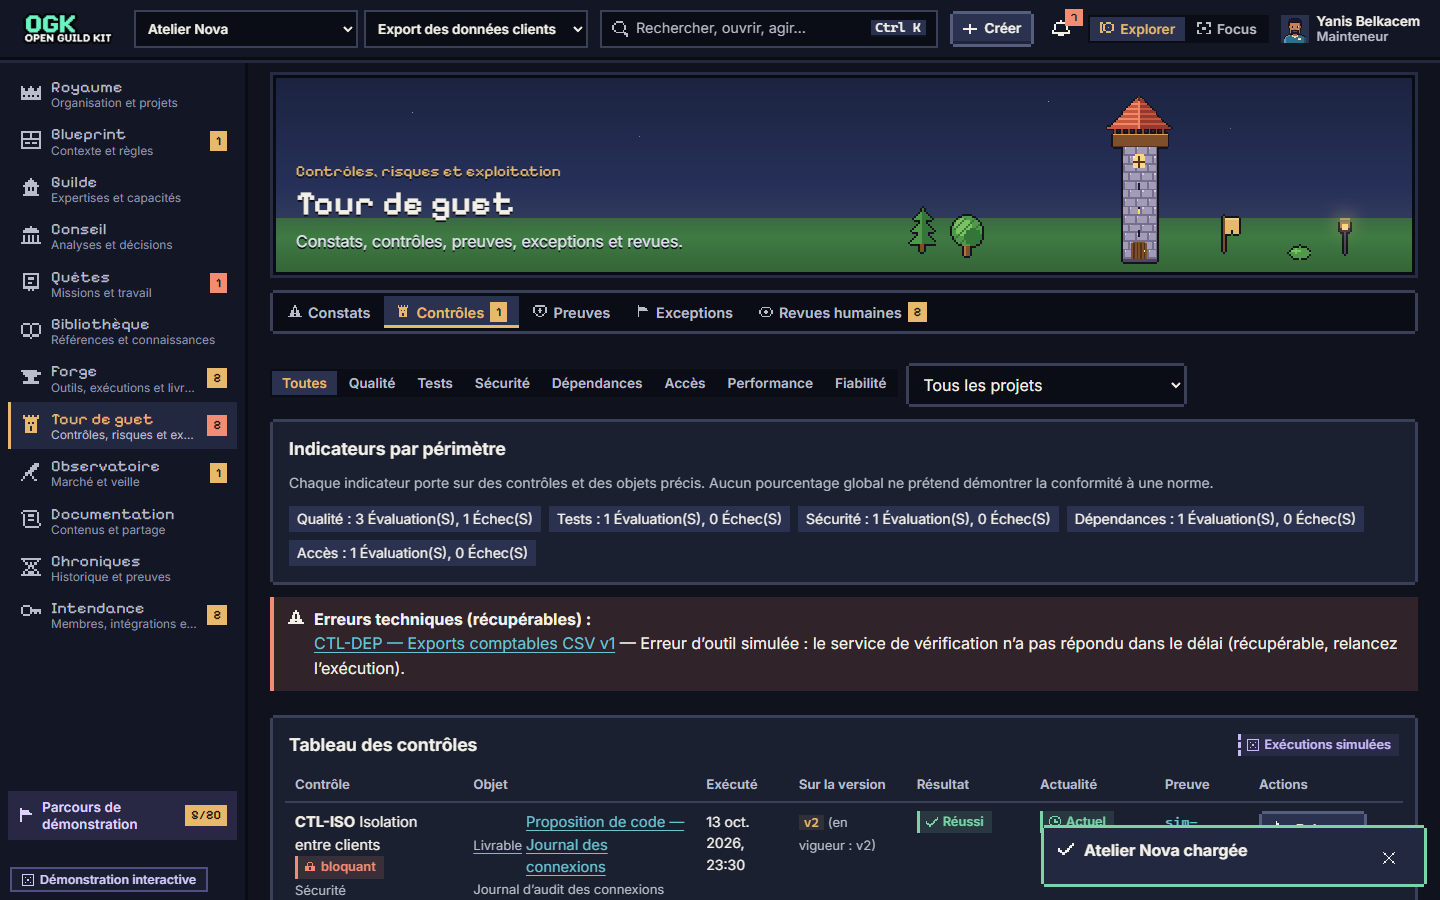 OGK
OPEN GUILD KIT
Atelier Nova
Export des données clients
Rechercher, ouvrir, agir...
Ctrl K
Créer
Explorer
Focus
Yanis Belkacem
Mainteneur
Royaume
Organisation et projets
Blueprint
Contexte et règles
1
Guilde
Expertises et capacités
Conseil
Analyses et décisions
Quêtes
Missions et travail
1
Bibliothèque
Références et connaissances
Forge
Outils, exécutions et livr...
8
Tour de guet
Contrôles, risques et ex...
8
Observatoire
Marché et veille
1
Documentation
Contenus et partage
Chroniques
Historique et preuves
Intendance
Membres, intégrations e...
8
Parcours de
démonstration
8/80
Démonstration interactive
Contrôles, risques et exploitation
Tour de guet
Constats, contrôles, preuves, exceptions et revues.
Constats
Contrôles 1
Preuves
Exceptions
Revues humaines 8
Toutes
Qualité
Tests
Sécurité
Dépendances
Accès
Performance
Fiabilité
Tous les projets
Indicateurs par périmètre
Chaque indicateur porte sur des contrôles et des objets précis. Aucun pourcentage global ne prétend démontrer la conformité à une norme.
Qualité : 3 Évaluation(S), 1 Échec(S)
Tests : 1 Évaluation(S), 0 Échec(S)
Sécurité : 1 Évaluation(S), 0 Échec(S)
Dépendances : 1 Évaluation(S), 0 Échec(S)
Accès : 1 Évaluation(S), 0 Échec(S)
Erreurs techniques (récupérables) :
CTL-DEP — Exports comptables CSV v1 — Erreur d’outil simulée : le service de vérification n’a pas répondu dans le délai (récupérable, relancez
l’exécution).
Tableau des contrôles
Exécutions simulées
Contrôle
Objet
Exécuté
Sur la version
Résultat
Actualité
Preuve
Actions
CTL-ISO Isolation
entre clients
bloquant
Sécurité
Livrable
Proposition de code —
Journal des
connexions
Journal d’audit des connexions
13 oct.
2026,
23:30
v2 (en
vigueur : v2)
Réussi
Actuel
sim-
Atelier Nova chargée